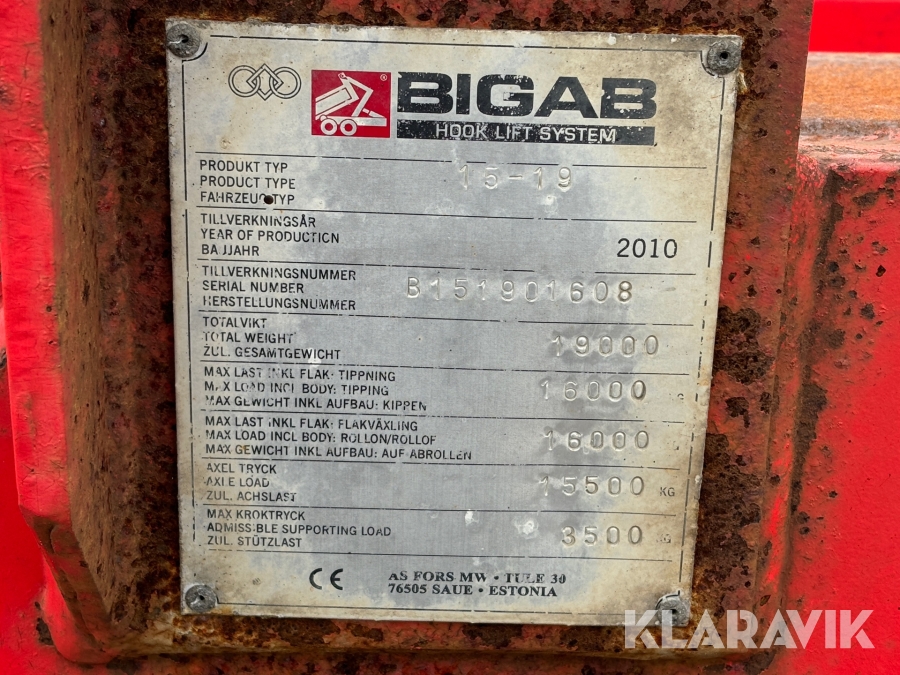 BIGAB
HOOK LIFT SYSTEM
PRODUKT TYP
PRODUCT TYPE 15-19
FAHRZEUGTYP
TILLVERKNINGSÅR
YEAR OF PRODUCTION 2010
BAUJAHR
TILLVERKNINGSNUMMER
SERIAL NUMBER B151901608
HERSTELLUNGSNUMMER
TOTALVIKT
TOTAL WEIGHT 19000
ZUL. GESAMTGEWICHT
MAX LAST INKL FLAK: TIPPNING
MAX LOAD INCL BODY: TIPPING 16000 KG
MAX GEWICHT INKL AUFBAU: KIPPEN
MAX LAST INKL FLAK: FLAKVÄXLING
MAX LOAD INCL BODY: ROLLON/ROLLOF 16000
MAX GEWICHT INKL AUFBAU: AUF-ABROLLEN
AXEL TRYCK
AXLE LOAD 15500 KG
ZUL. ACHSLAST
MAX KROKTRYCK
ADMISSIBLE SUPPORTING LOAD 3500 KG
ZUL. STÜTZLAST
CE AS FORS MW • TULE 30
76505 SAUE • ESTONIA
KLARAVIK